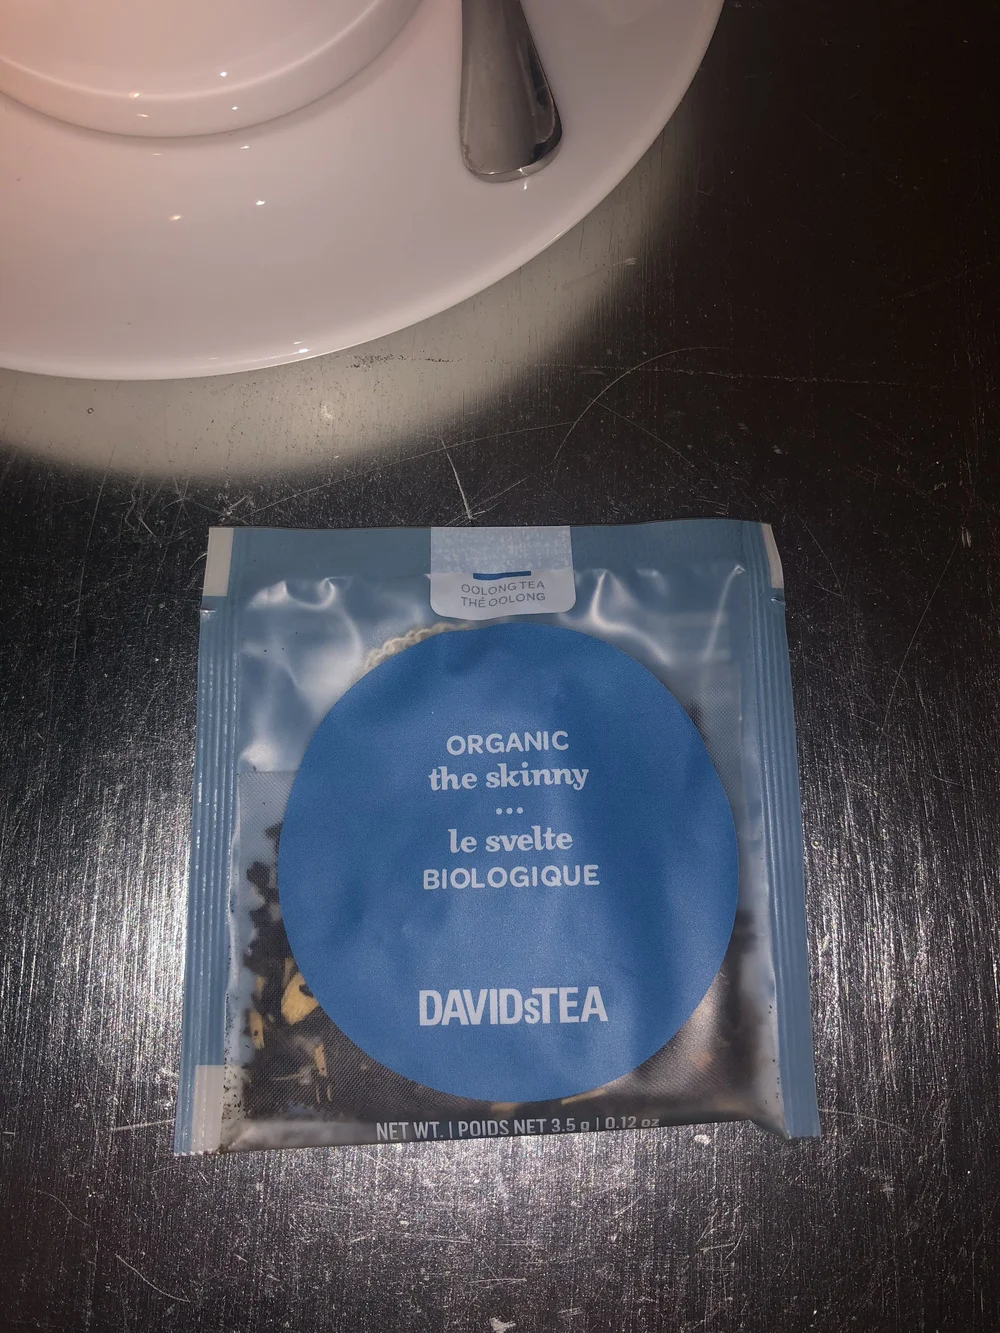 OOLONG TEA
THÉ OOLONG
ORGANIC
the skinny
...
le svelte
BIOLOGIQUE
DAVIDsTEA
NET WT. | POIDS NET 3.5 g | 0.12 oz